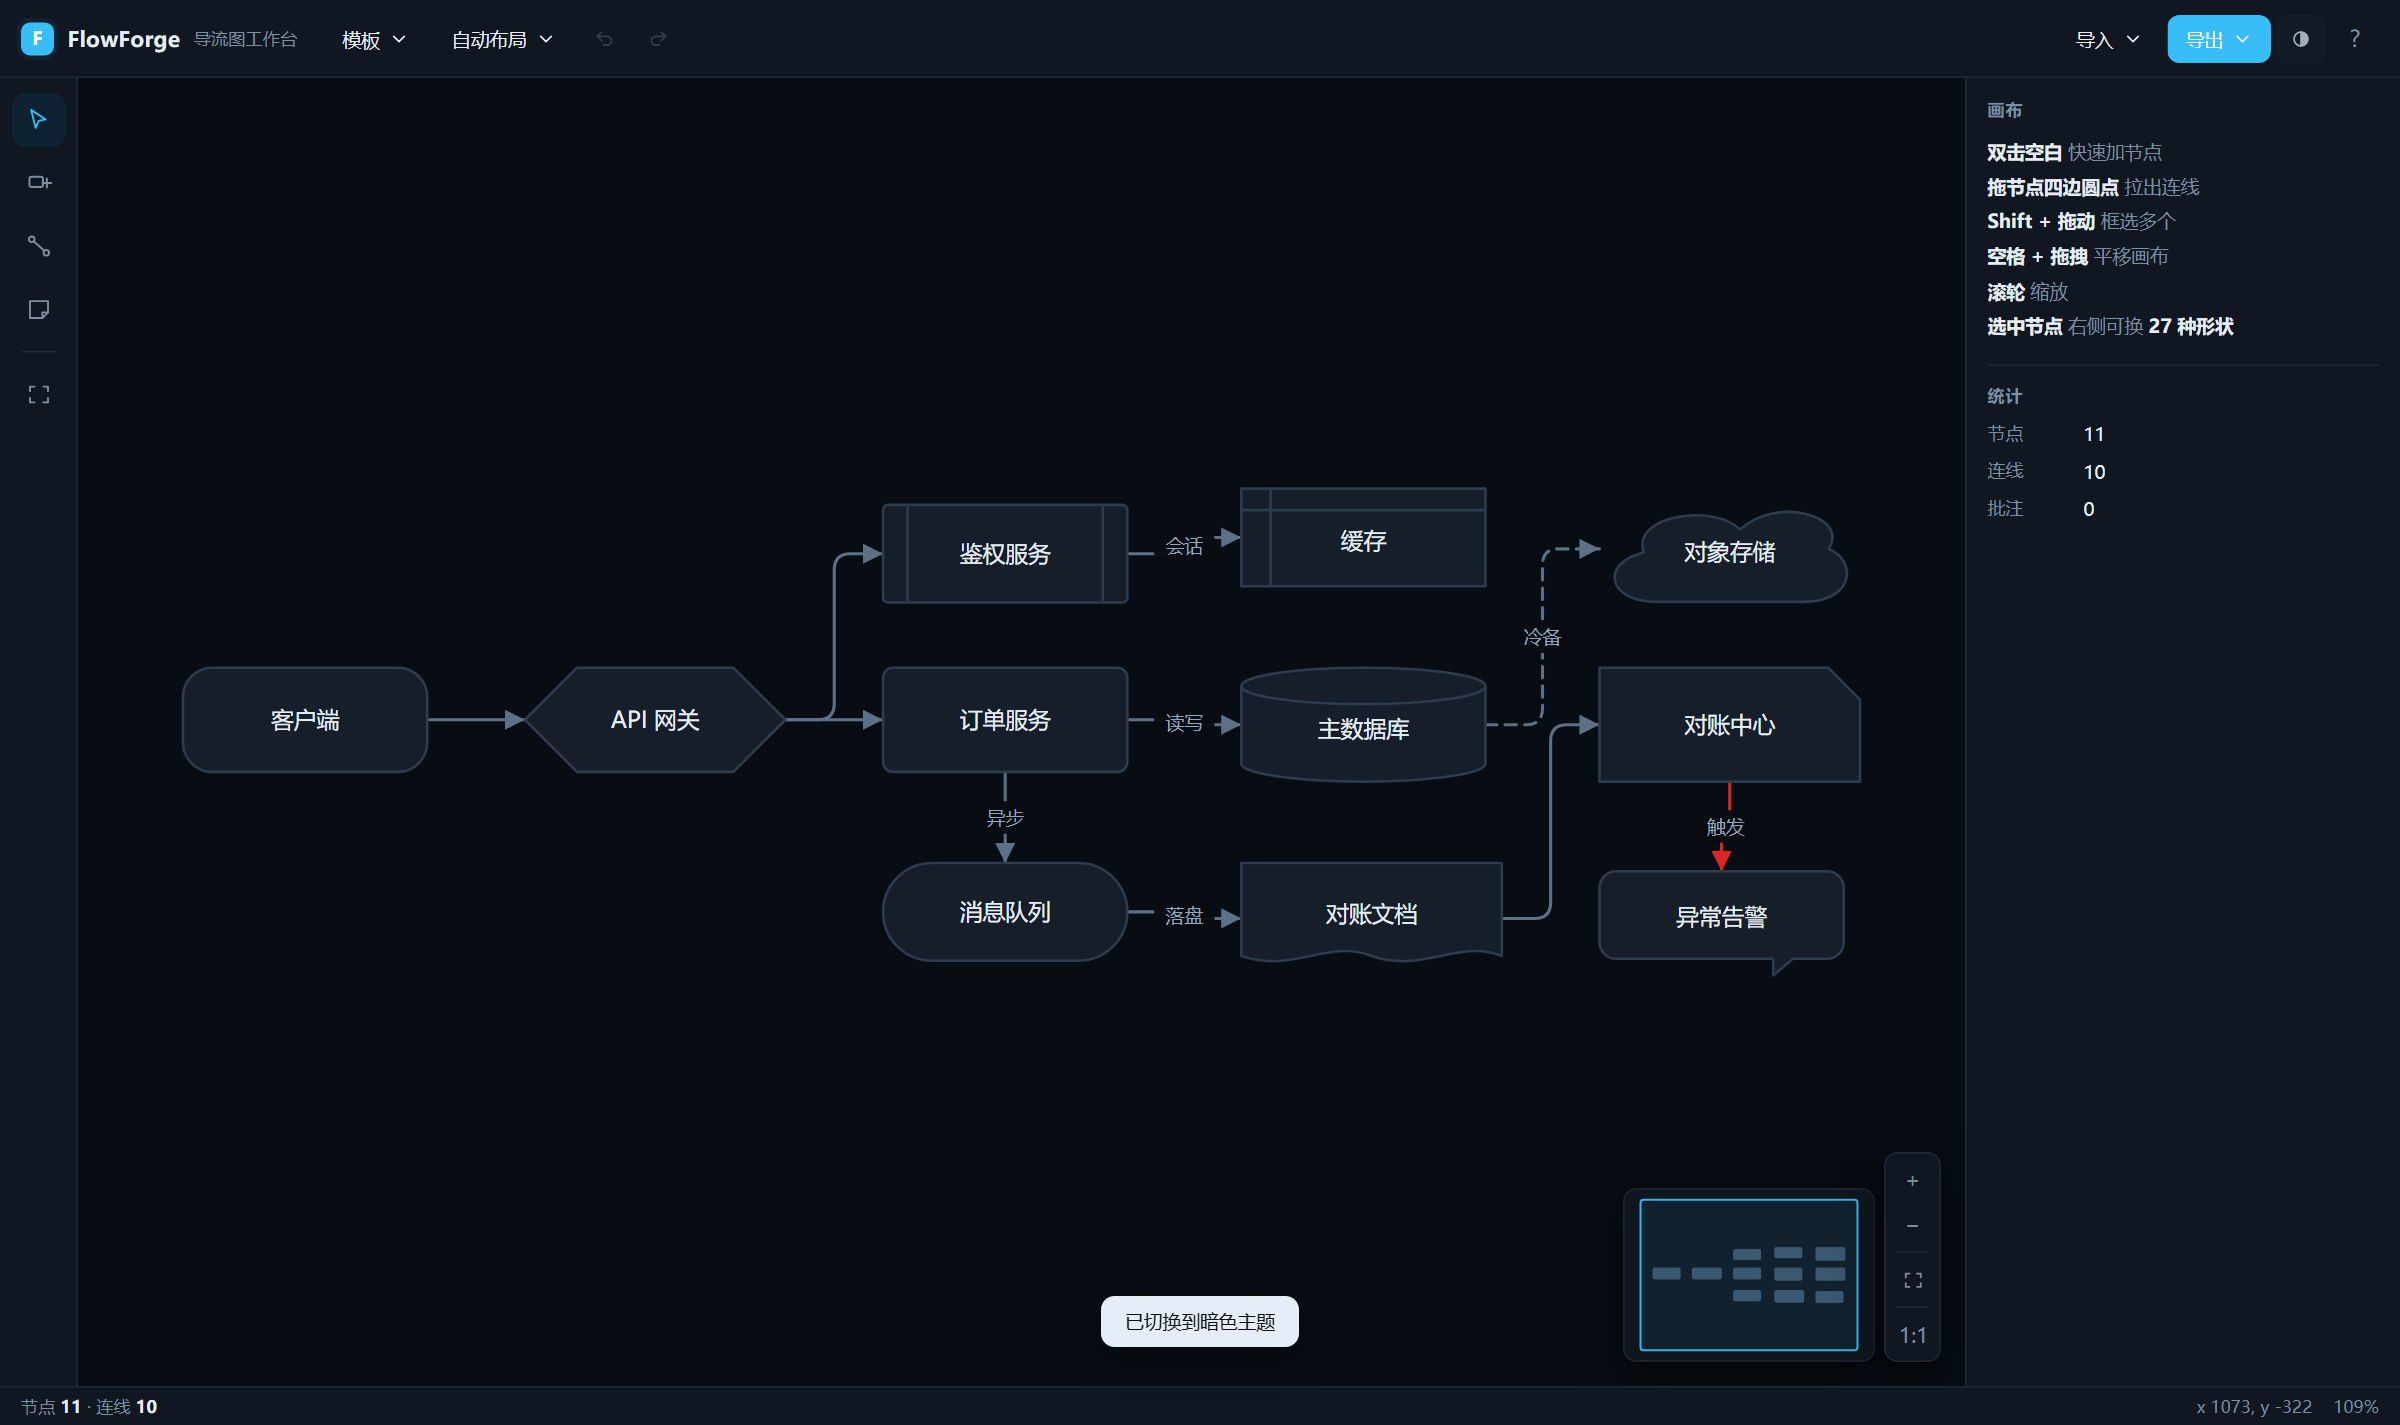 F FlowForge 导流图工作台 模板 自动布局 导入 导出 ?
画布
双击空白 快速加节点
拖节点四边圆点 拉出连线
Shift + 拖动 框选多个
空格 + 拖拽 平移画布
滚轮 缩放
选中节点 右侧可换 27 种形状
统计
节点 11
连线 10
批注 0
鉴权服务
会话
缓存
对象存储
冷备
客户端
API 网关
订单服务
读写
主数据库
对账中心
异步
触发
消息队列
落盘
对账文档
异常告警
+
−
1:1
已切换到暗色主题
节点 11 · 连线 10
x 1073, y -322 109%